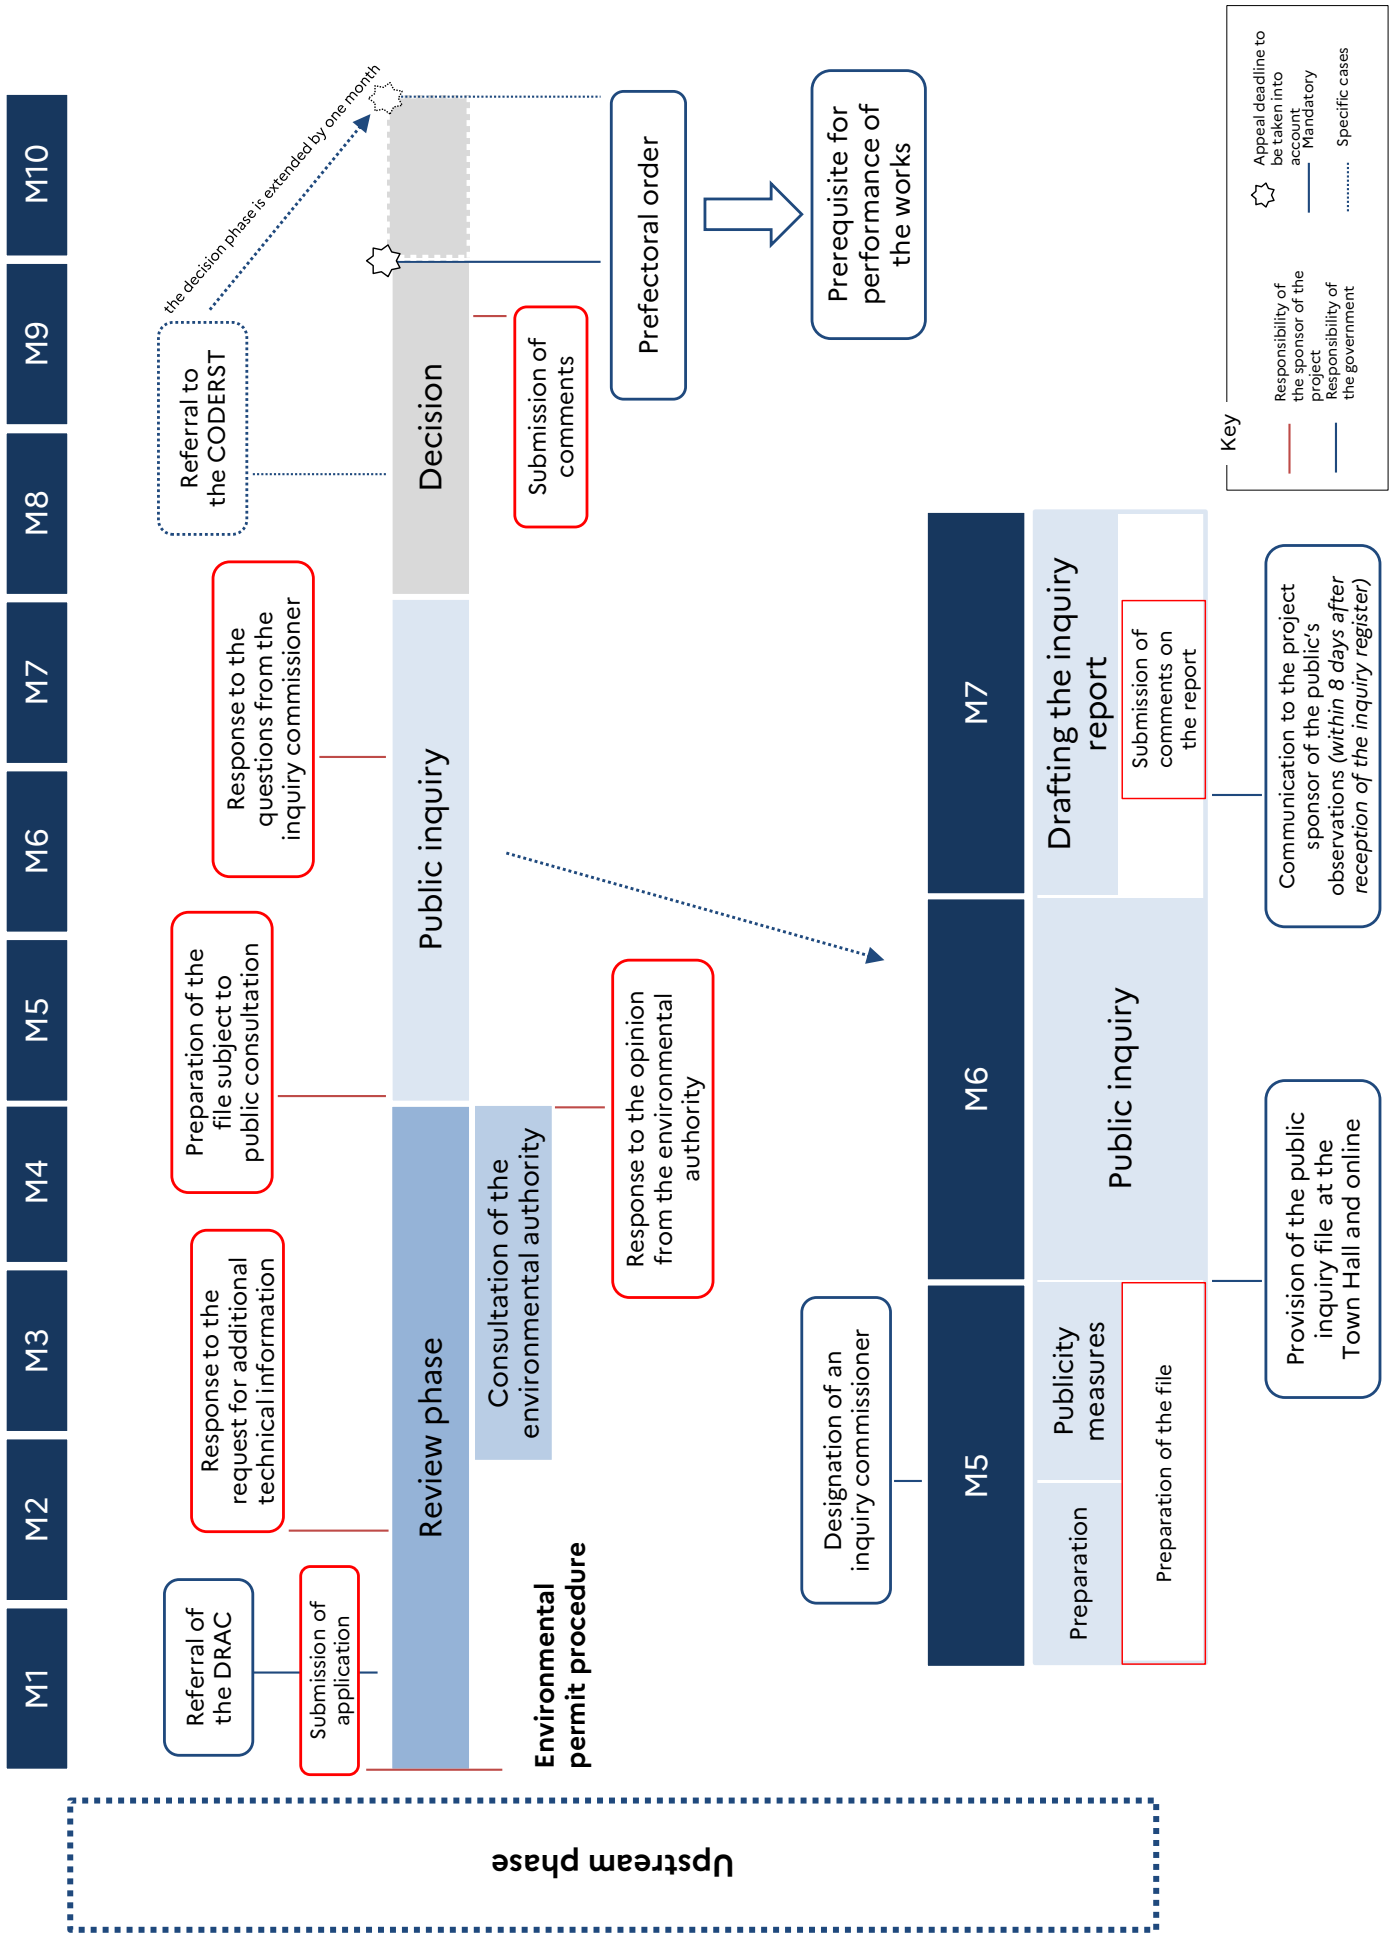 M1
M2
M3
M4
M5
M6
M7
M8
M9
M10
Upstream phase
Referral of
the DRAC
Submission of
application
Response to the
request for additional
technical information
Preparation of the
file subject to
public consultation
Response to the
questions from the
inquiry commissioner
Referral to
the CODERST
the decision phase is extended by one month
Review phase
Public inquiry
Decision
Consultation of the
environmental authority
Environmental
permit procedure
Response to the opinion
from the environmental
authority
Submission of
comments
Prefectoral order
Prerequisite for
performance of
the works
Designation of an
inquiry commissioner
M5
M6
M7
Preparation
Publicity
measures
Preparation of the file
Public inquiry
Drafting the inquiry
report
Submission of
comments on
the report
Provision of the public
inquiry file at the
Town Hall and online
Communication to the project
sponsor of the public's
observations (within 8 days after
reception of the inquiry register)
Key
Responsibility of
the sponsor of the
project
Responsibility of
the government
Appeal deadline to
be taken into
account
Mandatory
Specific cases